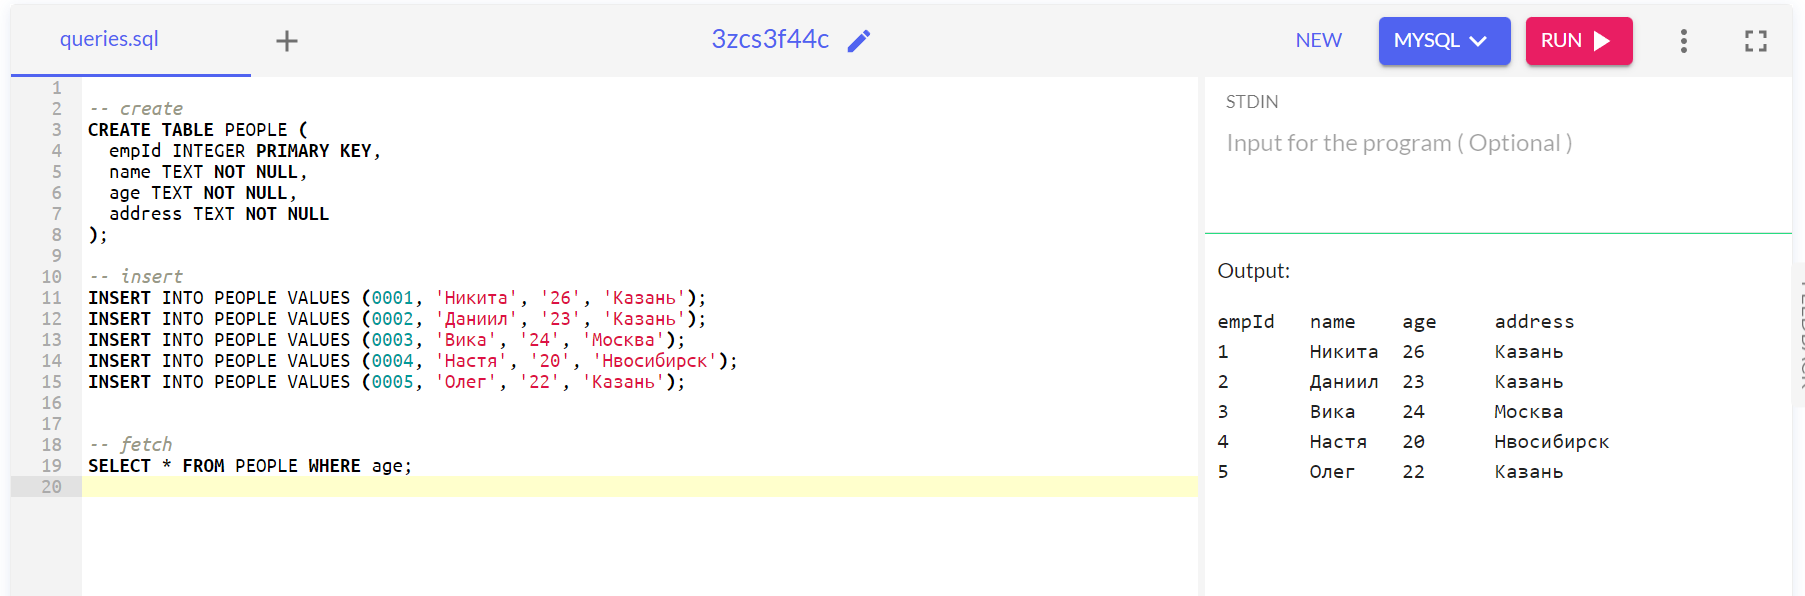 queries.sql
3zcs3f44c
NEW
MYSQL
RUN
1
2 -- create
3 CREATE TABLE PEOPLE (
4 empId INTEGER PRIMARY KEY,
5 name TEXT NOT NULL,
6 age TEXT NOT NULL,
7 address TEXT NOT NULL
8 );
9
10 -- insert
11 INSERT INTO PEOPLE VALUES (0001, 'Никита', '26', 'Казань');
12 INSERT INTO PEOPLE VALUES (0002, 'Даниил', '23', 'Казань');
13 INSERT INTO PEOPLE VALUES (0003, 'Вика', '24', 'Москва');
14 INSERT INTO PEOPLE VALUES (0004, 'Настя', '20', 'Нвосибирск');
15 INSERT INTO PEOPLE VALUES (0005, 'Олег', '22', 'Казань');
16
17
18 -- fetch
19 SELECT * FROM PEOPLE WHERE age;
20
STDIN
Input for the program ( Optional )
Output:
empId name age address
1 Никита 26 Казань
2 Даниил 23 Казань
3 Вика 24 Москва
4 Настя 20 Нвосибирск
5 Олег 22 Казань